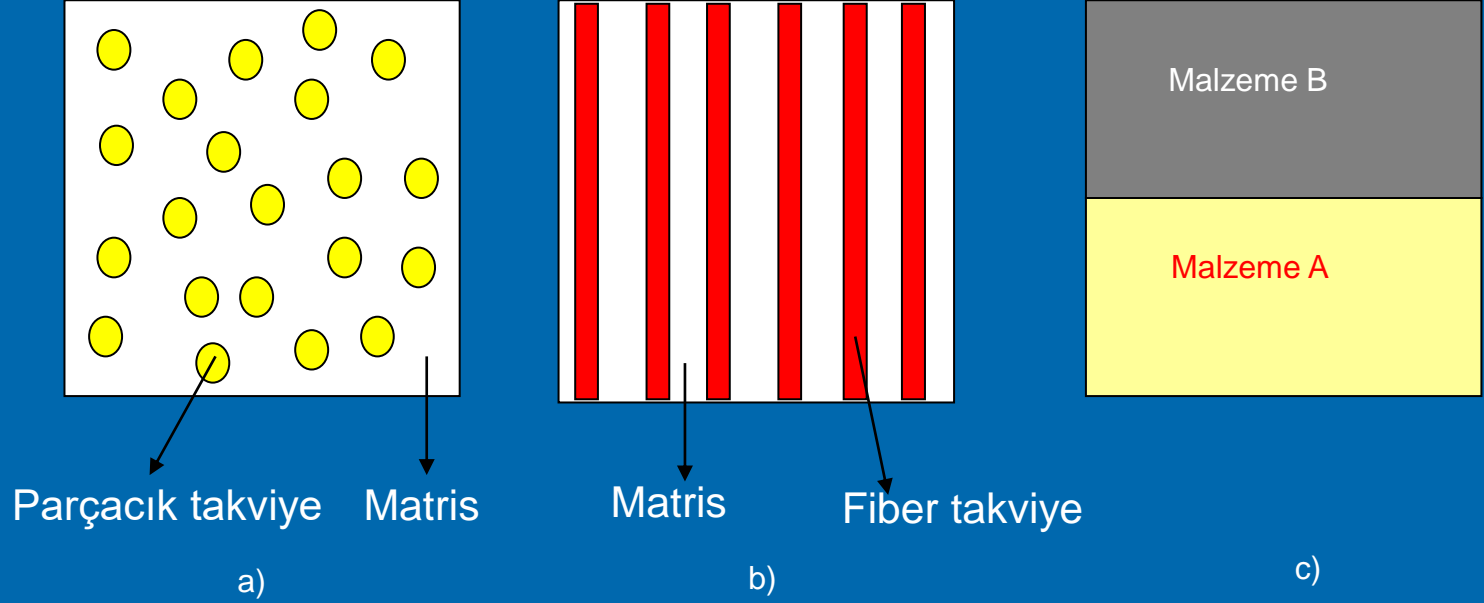 Malzeme B
Malzeme A
Parçacık takviye
Matris
Matris
Fiber takviye
a)
b)
c)